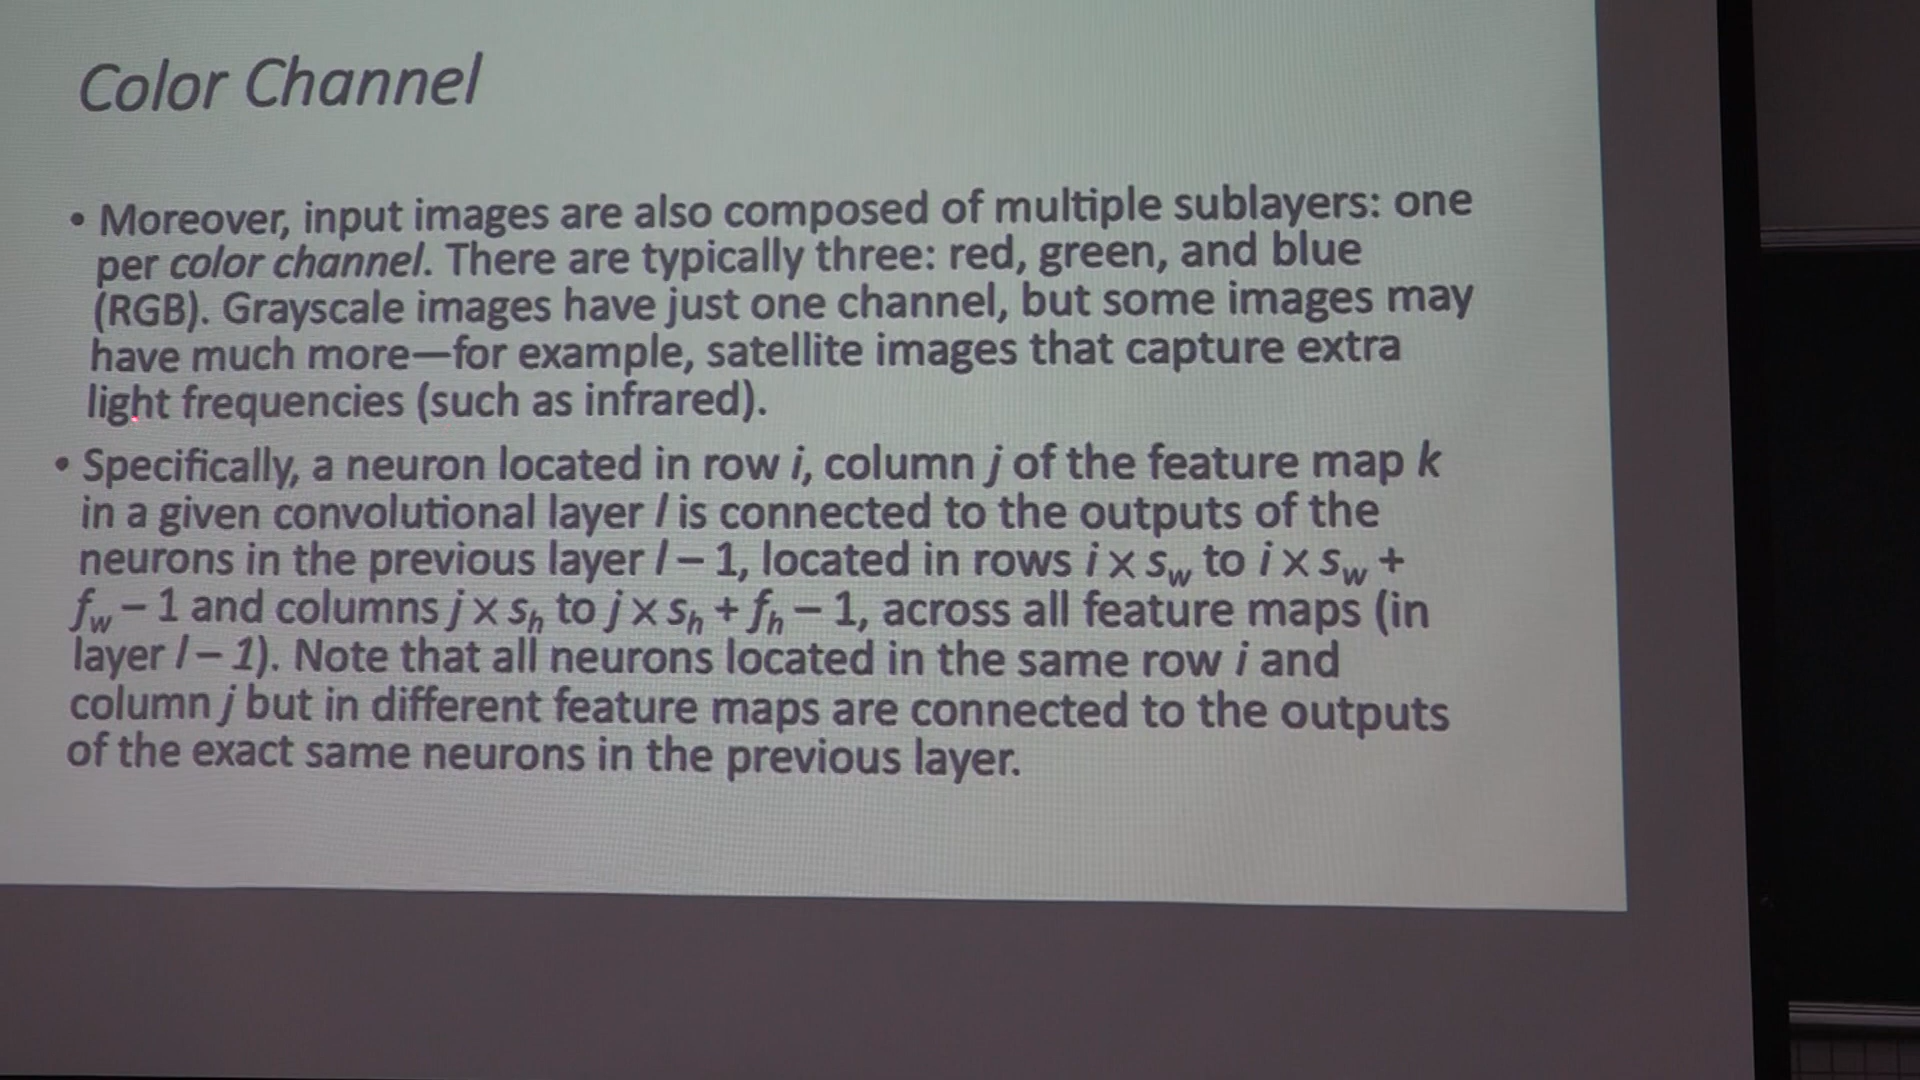 Color Channel
• Moreover, input images are also composed of multiple sublayers: one
per color channel. There are typically three: red, green, and blue
(RGB). Grayscale images have just one channel, but some images may
have much more—for example, satellite images that capture extra
light frequencies (such as infrared).
• Specifically, a neuron located in row i, column j of the feature map k
in a given convolutional layer l is connected to the outputs of the
neurons in the previous layer l – 1, located in rows i × sw to i × sw +
fw – 1 and columns j × sh to j × sh + fh – 1, across all feature maps (in
layer l – 1). Note that all neurons located in the same row i and
column j but in different feature maps are connected to the outputs
of the exact same neurons in the previous layer.